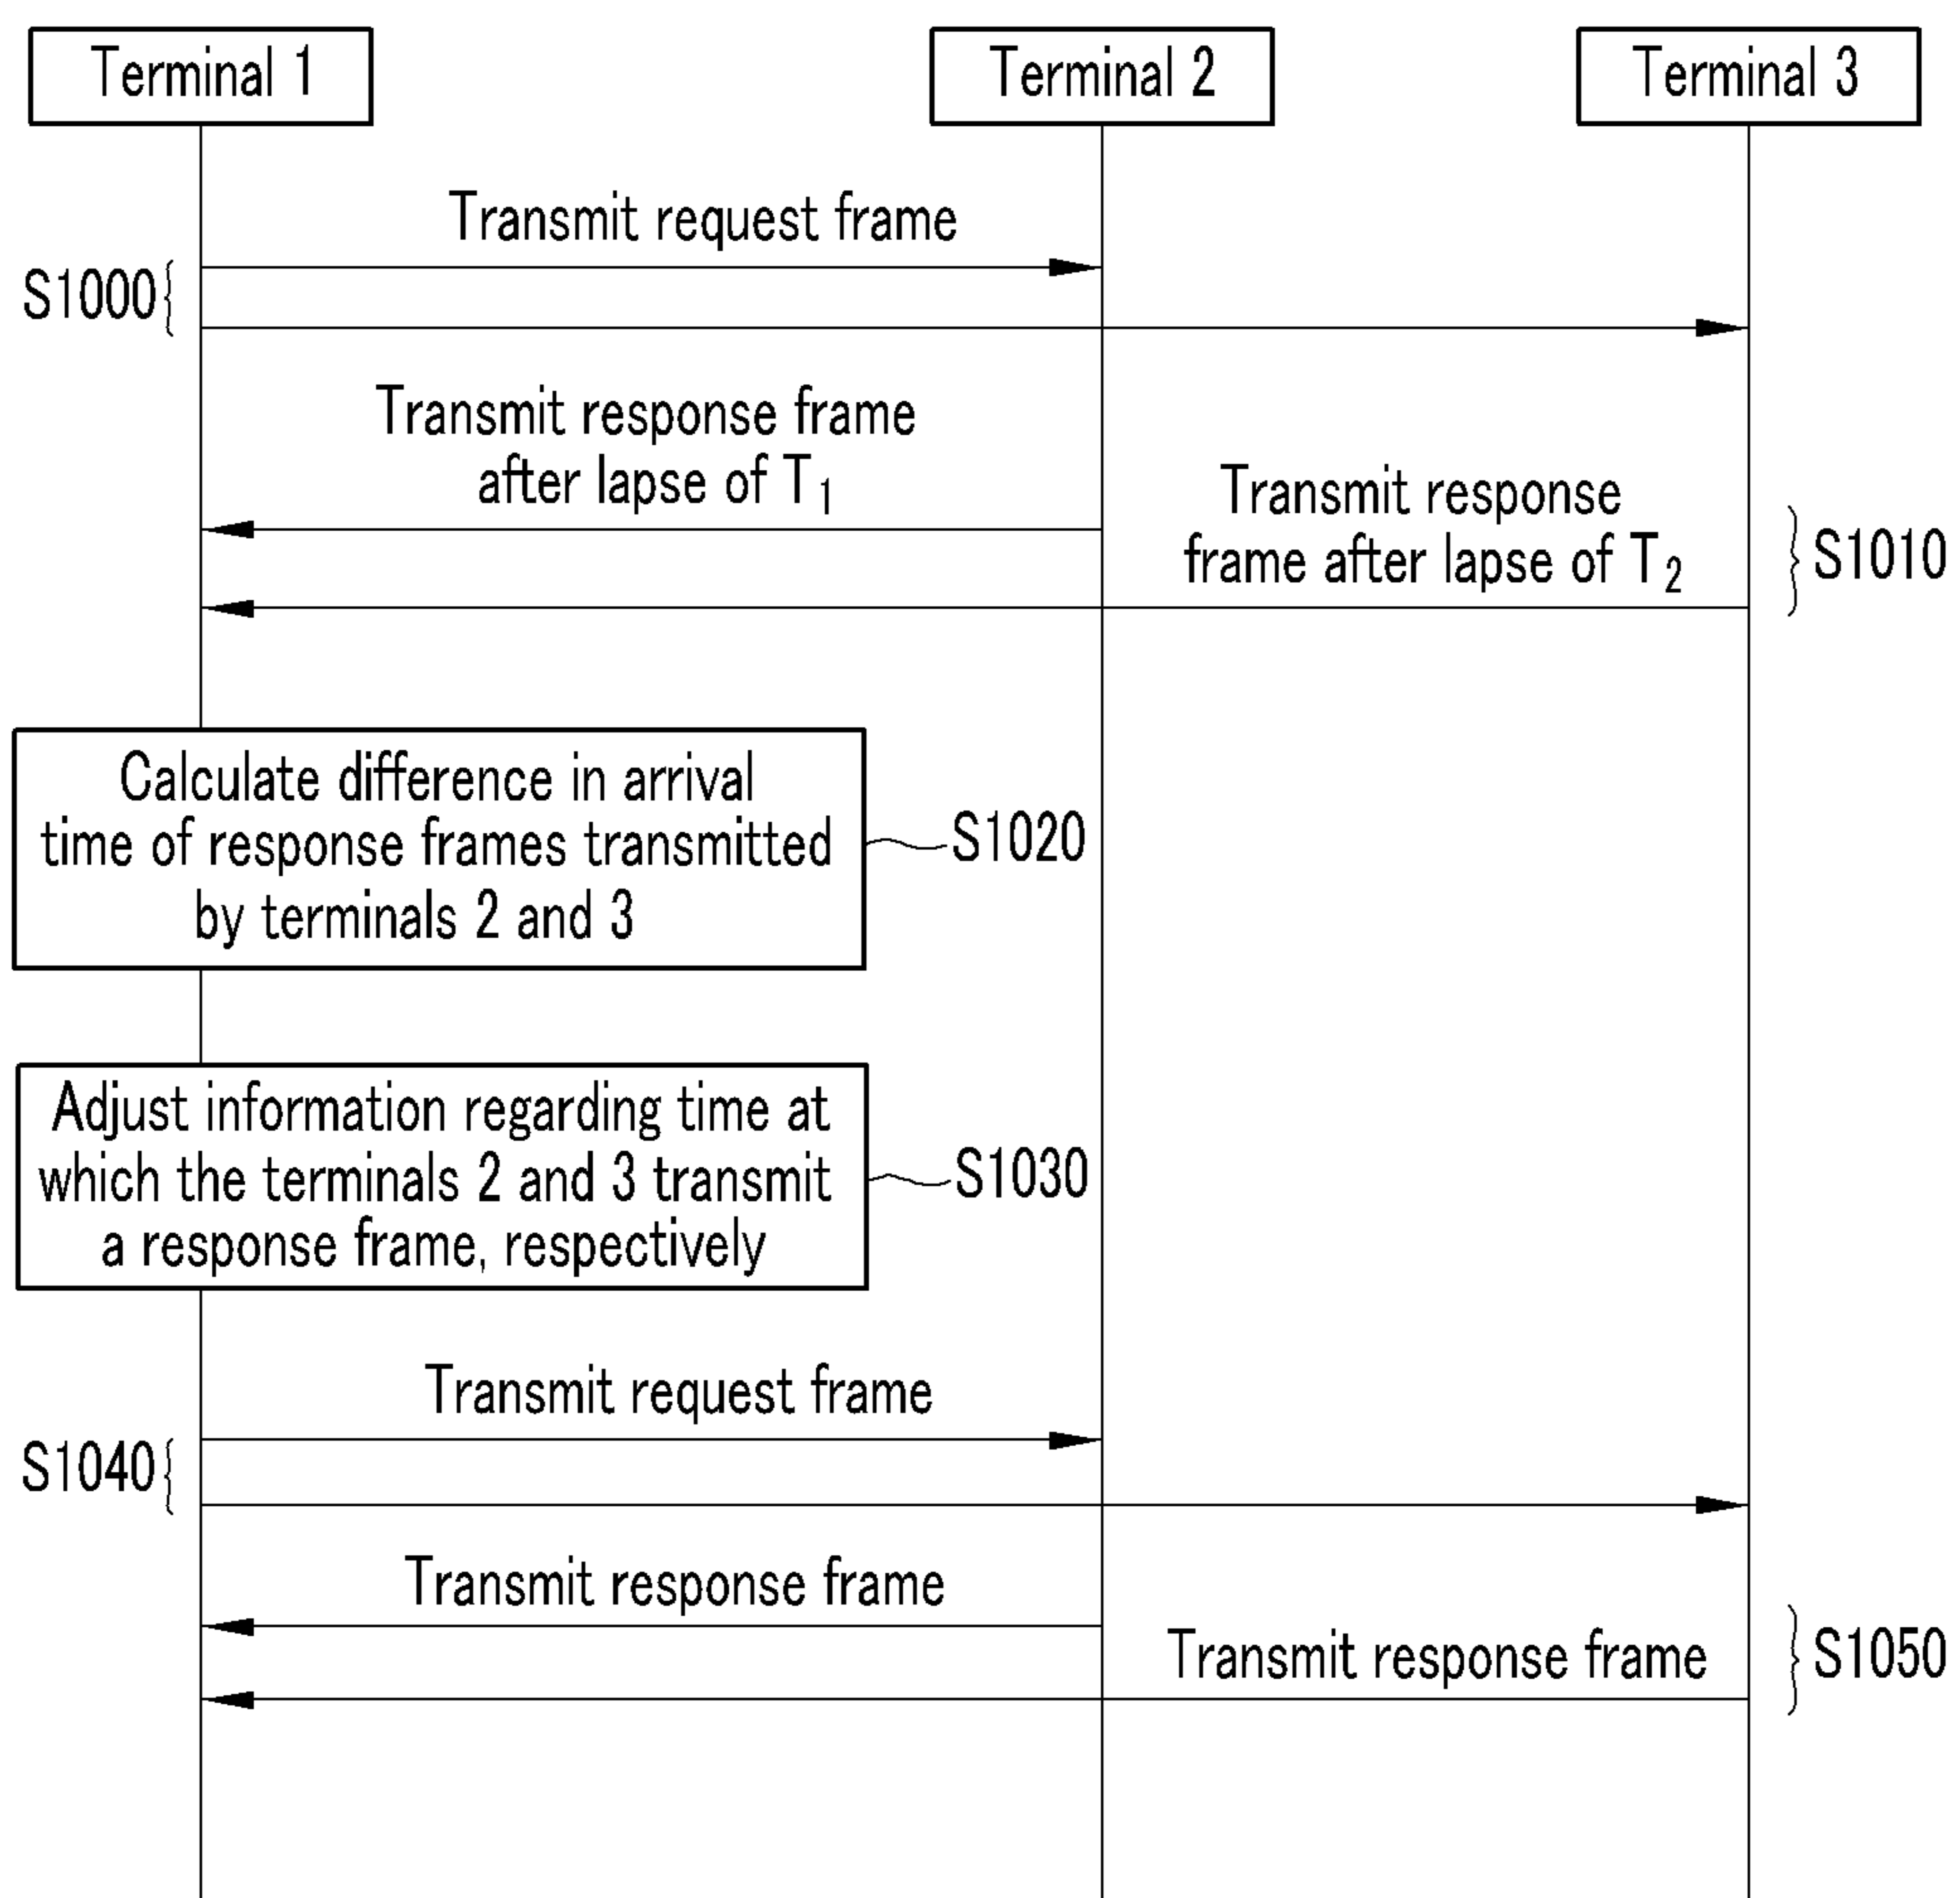 Terminal 1
Terminal 2
Terminal 3
Transmit request frame
S1000
Transmit response frame
after lapse of T1
Transmit response
frame after lapse of T2
S1010
Calculate difference in arrival
time of response frames transmitted
by terminals 2 and 3
S1020
Adjust information regarding time at
which the terminals 2 and 3 transmit
a response frame, respectively
S1030
Transmit request frame
S1040
Transmit response frame
Transmit response frame
S1050